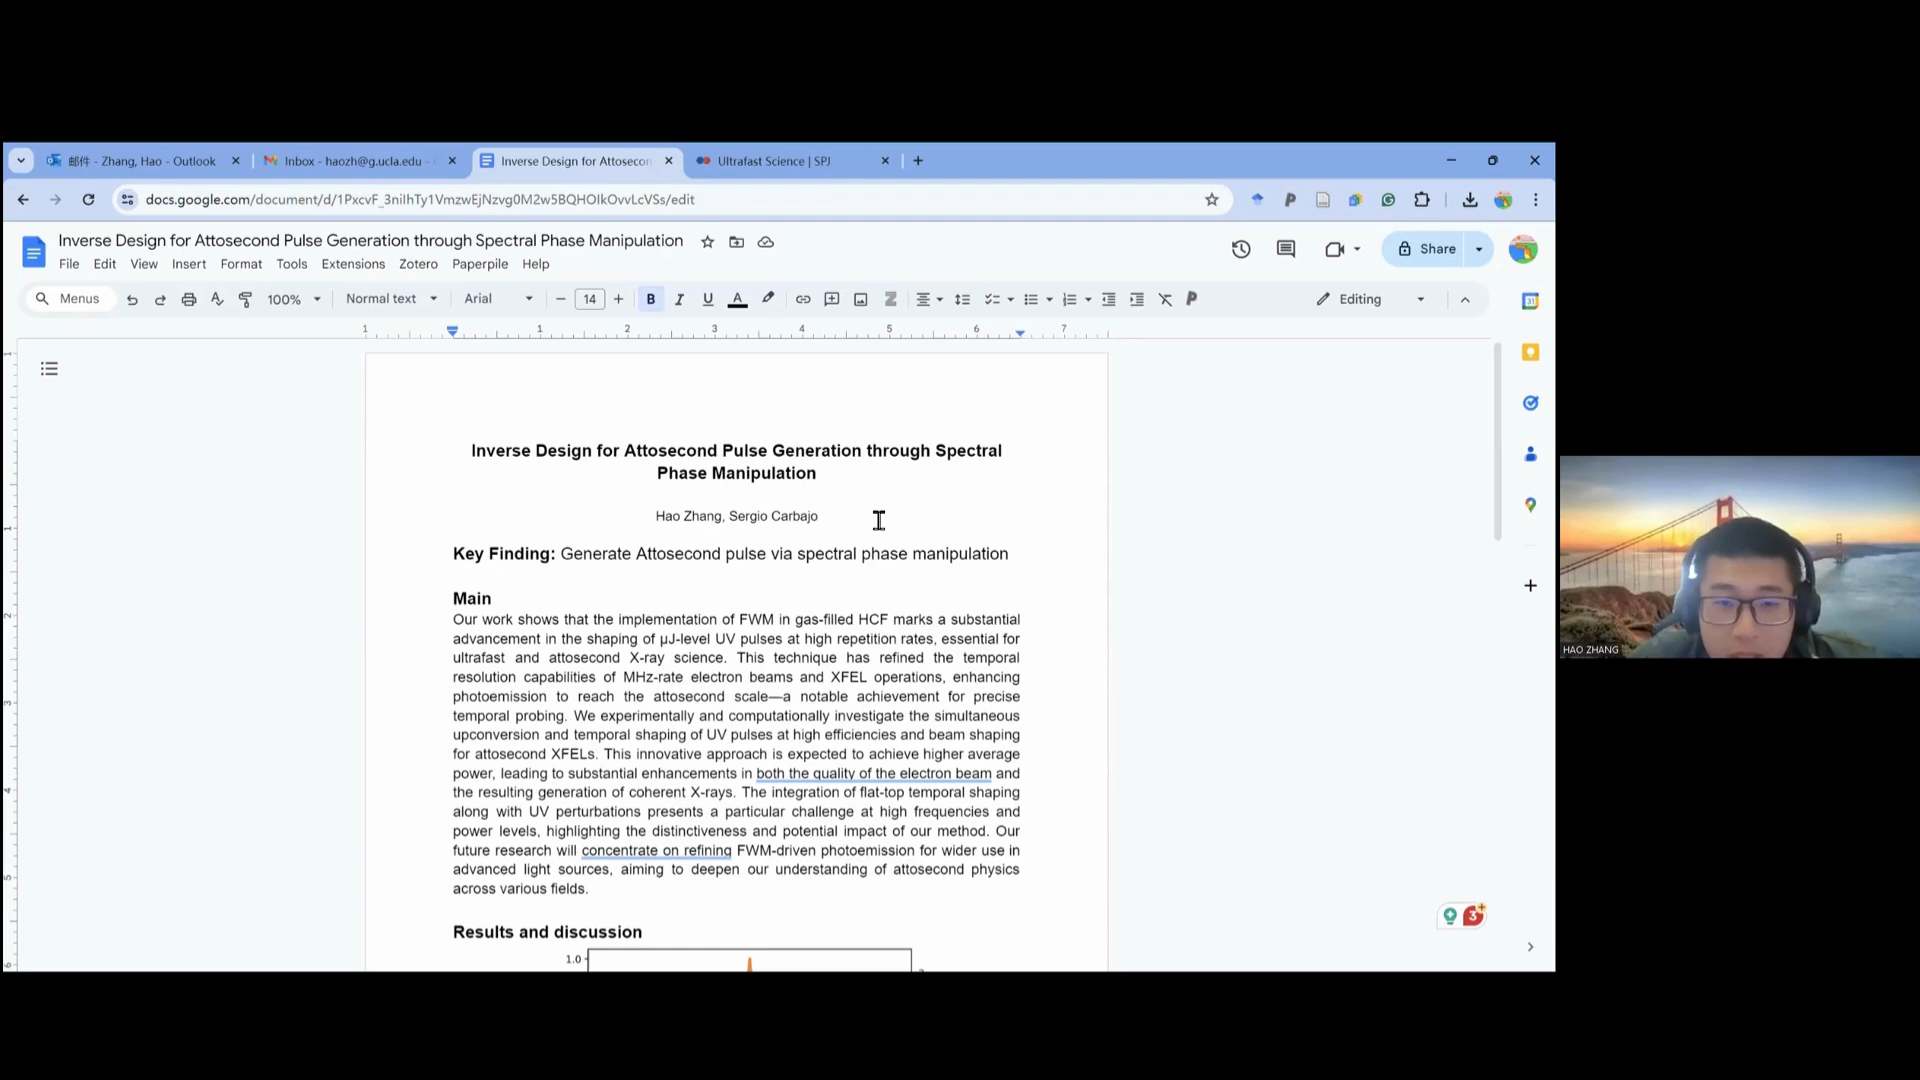 邮件 - Zhang, Hao - Outlook
Inbox - haozh@g.ucla.edu -
Inverse Design for Attosecon
Ultrafast Science | SPJ
docs.google.com/document/d/1PxcvF_3nilhTy1VmzwEjNzvg0M2w5BQHOIkOvvLcVSs/edit
Inverse Design for Attosecond Pulse Generation through Spectral Phase Manipulation
Share
File Edit View Insert Format Tools Extensions Zotero Paperpile Help
Menus 100% Normal text Arial 14 B I U A Editing
1 1 2 3 4 5 6 7
Inverse Design for Attosecond Pulse Generation through Spectral
Phase Manipulation
Hao Zhang, Sergio Carbajo
Key Finding: Generate Attosecond pulse via spectral phase manipulation
Main
Our work shows that the implementation of FWM in gas-filled HCF marks a substantial
advancement in the shaping of μJ-level UV pulses at high repetition rates, essential for
ultrafast and attosecond X-ray science. This technique has refined the temporal
resolution capabilities of MHz-rate electron beams and XFEL operations, enhancing
photoemission to reach the attosecond scale—a notable achievement for precise
temporal probing. We experimentally and computationally investigate the simultaneous
upconversion and temporal shaping of UV pulses at high efficiencies and beam shaping
for attosecond XFELs. This innovative approach is expected to achieve higher average
power, leading to substantial enhancements in both the quality of the electron beam and
the resulting generation of coherent X-rays. The integration of flat-top temporal shaping
along with UV perturbations presents a particular challenge at high frequencies and
power levels, highlighting the distinctiveness and potential impact of our method. Our
future research will concentrate on refining FWM-driven photoemission for wider use in
advanced light sources, aiming to deepen our understanding of attosecond physics
across various fields.
Results and discussion
1.0
3
HAO ZHANG